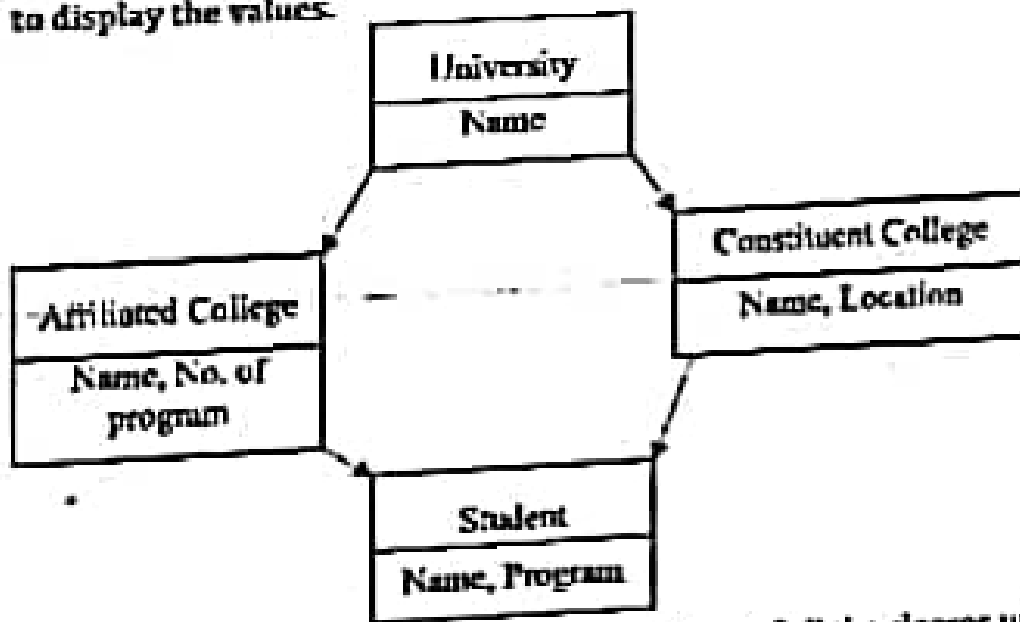 to display the values.
University
Name
Constituent College
Name, Location
Affiliated College
Name, No. of
program
Student
Name, Program